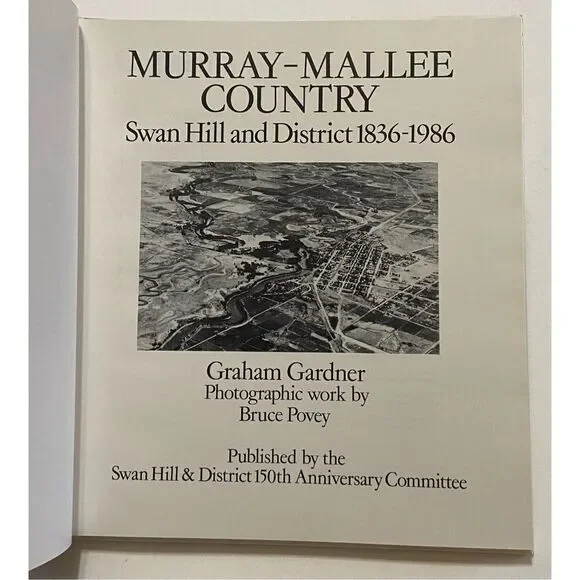 MURRAY-MALLEE
COUNTRY
Swan Hill and District 1836-1986
Graham Gardner
Photographic work by
Bruce Povey
Published by the
Swan Hill & District 150th Anniversary Committee